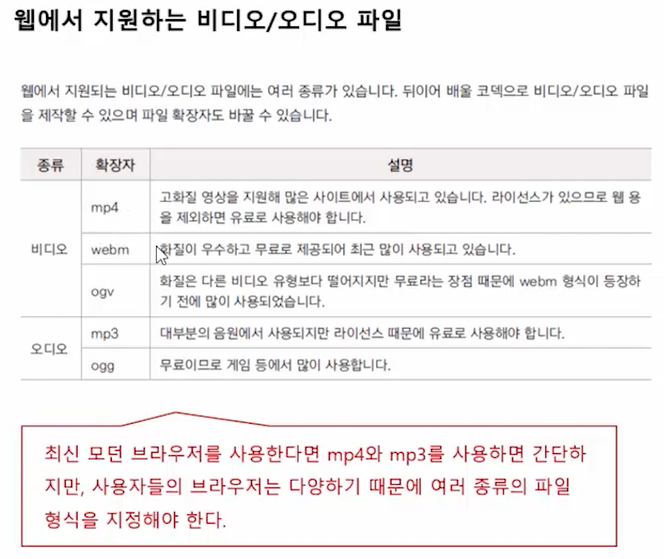 웹에서 지원하는 비디오/오디오 파일
웹에서 지원되는 비디오/오디오 파일에는 여러 종류가 있습니다. 뒤이어 배울 코덱으로 비디오/오디오 파일
을 제작할 수 있으며 파일 확장자도 바꿀 수 있습니다.
종류 확장자 설명
비디오
mp4 고화질 영상을 지원해 많은 사이트에서 사용되고 있습니다. 라이선스가 있으므로 웹 용
을 제외하면 유료로 사용해야 합니다.
webm 화질이 우수하고 무료로 제공되어 최근 많이 사용되고 있습니다.
ogv 화질은 다른 비디오 유형보다 떨어지지만 무료라는 장점 때문에 webm 형식이 등장하
기 전에 많이 사용되었습니다.
오디오
mp3 대부분의 음원에서 사용되지만 라이선스 때문에 유료로 사용해야 합니다.
ogg 무료이므로 게임 등에서 많이 사용합니다.
최신 모던 브라우저를 사용한다면 mp4와 mp3를 사용하면 간단하
지만, 사용자들의 브라우저는 다양하기 때문에 여러 종류의 파일
형식을 지정해야 한다.